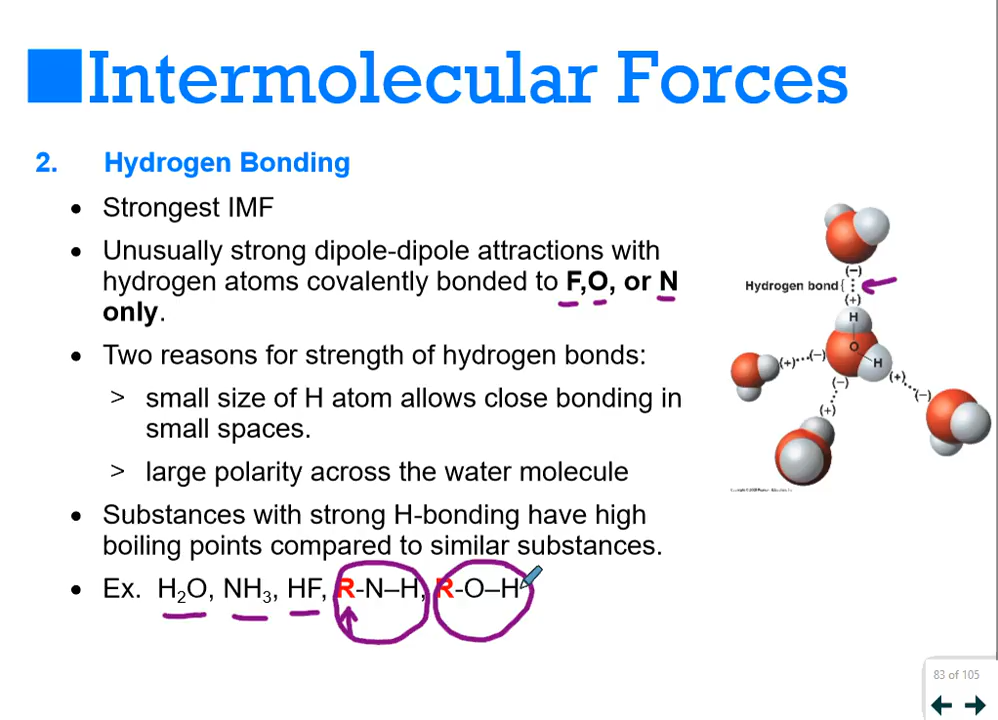 Intermolecular Forces
2. Hydrogen Bonding
• Strongest IMF
• Unusually strong dipole-dipole attractions with
hydrogen atoms covalently bonded to F,O, or N
only.
• Two reasons for strength of hydrogen bonds:
> small size of H atom allows close bonding in
small spaces.
> large polarity across the water molecule
• Substances with strong H-bonding have high
boiling points compared to similar substances.
• Ex. H₂O, NH₃, HF, R-N–H, R-O–H
(–)
Hydrogen bond{
(+)
H
O
H
(+)···(–)
(–)
(+)
(+)
(–)
83 of 105